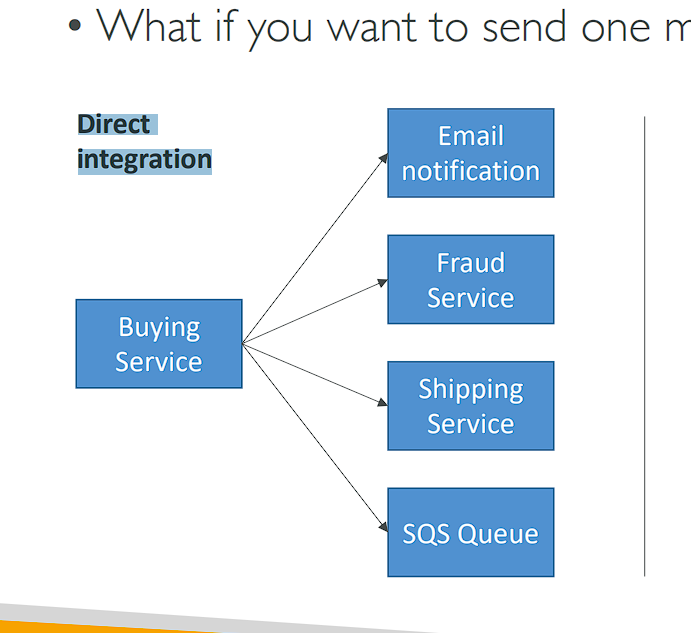 • What if you want to send one
Direct
integration
Email
notification
Fraud
Service
Buying
Service
Shipping
Service
SQS Queue